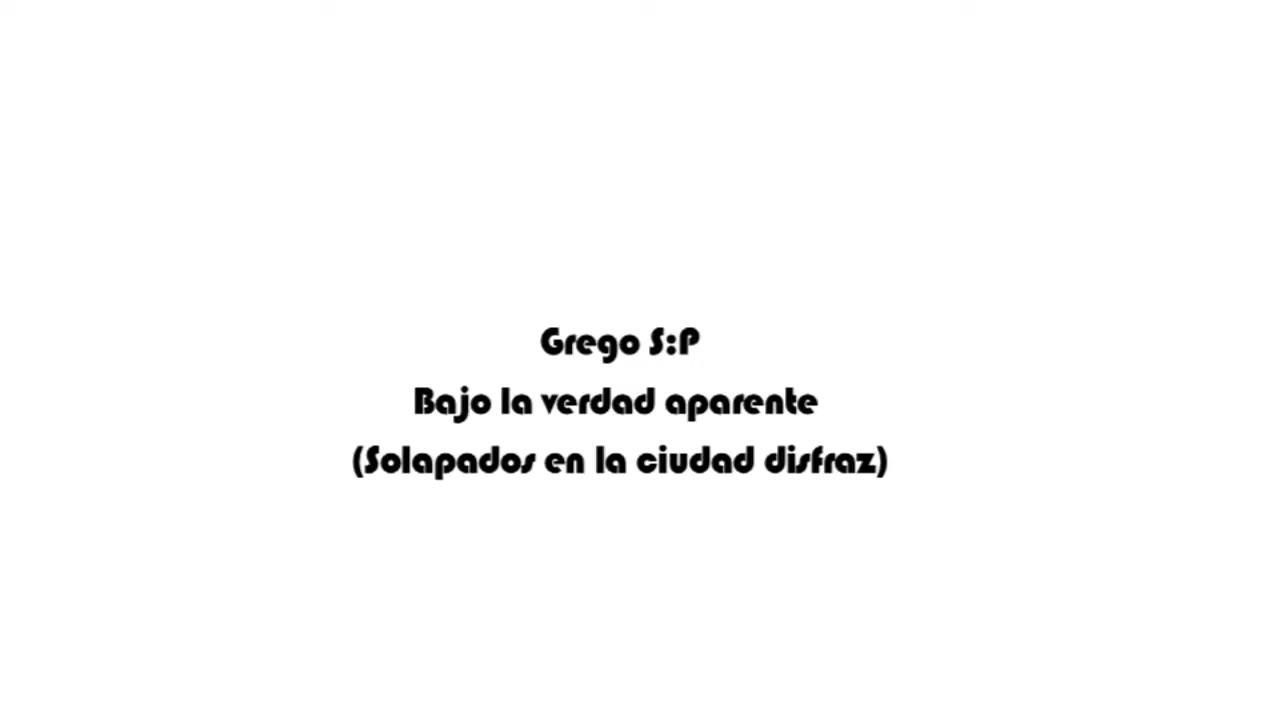 Grego S:P
Bajo la verdad aparente
(Solapados en la ciudad disfraz)